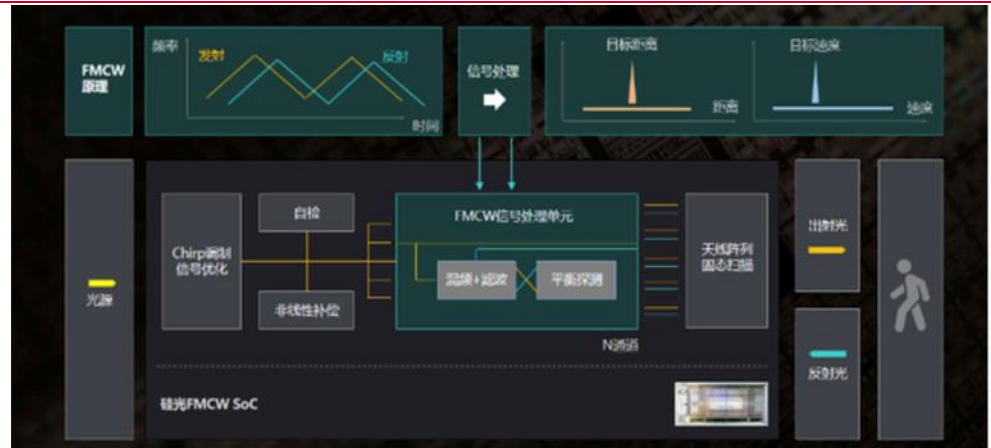 FMCW
原理
频率
发射
反射
时间
信号处理
目标距离
距离
目标速度
速度
光源
Chirp调制
信号优化
自检
非线性补偿
FMCW信号处理单元
混频+滤波
平衡探测
N通道
天线阵列
固态扫描
出射光
反射光
硅光FMCW SoC